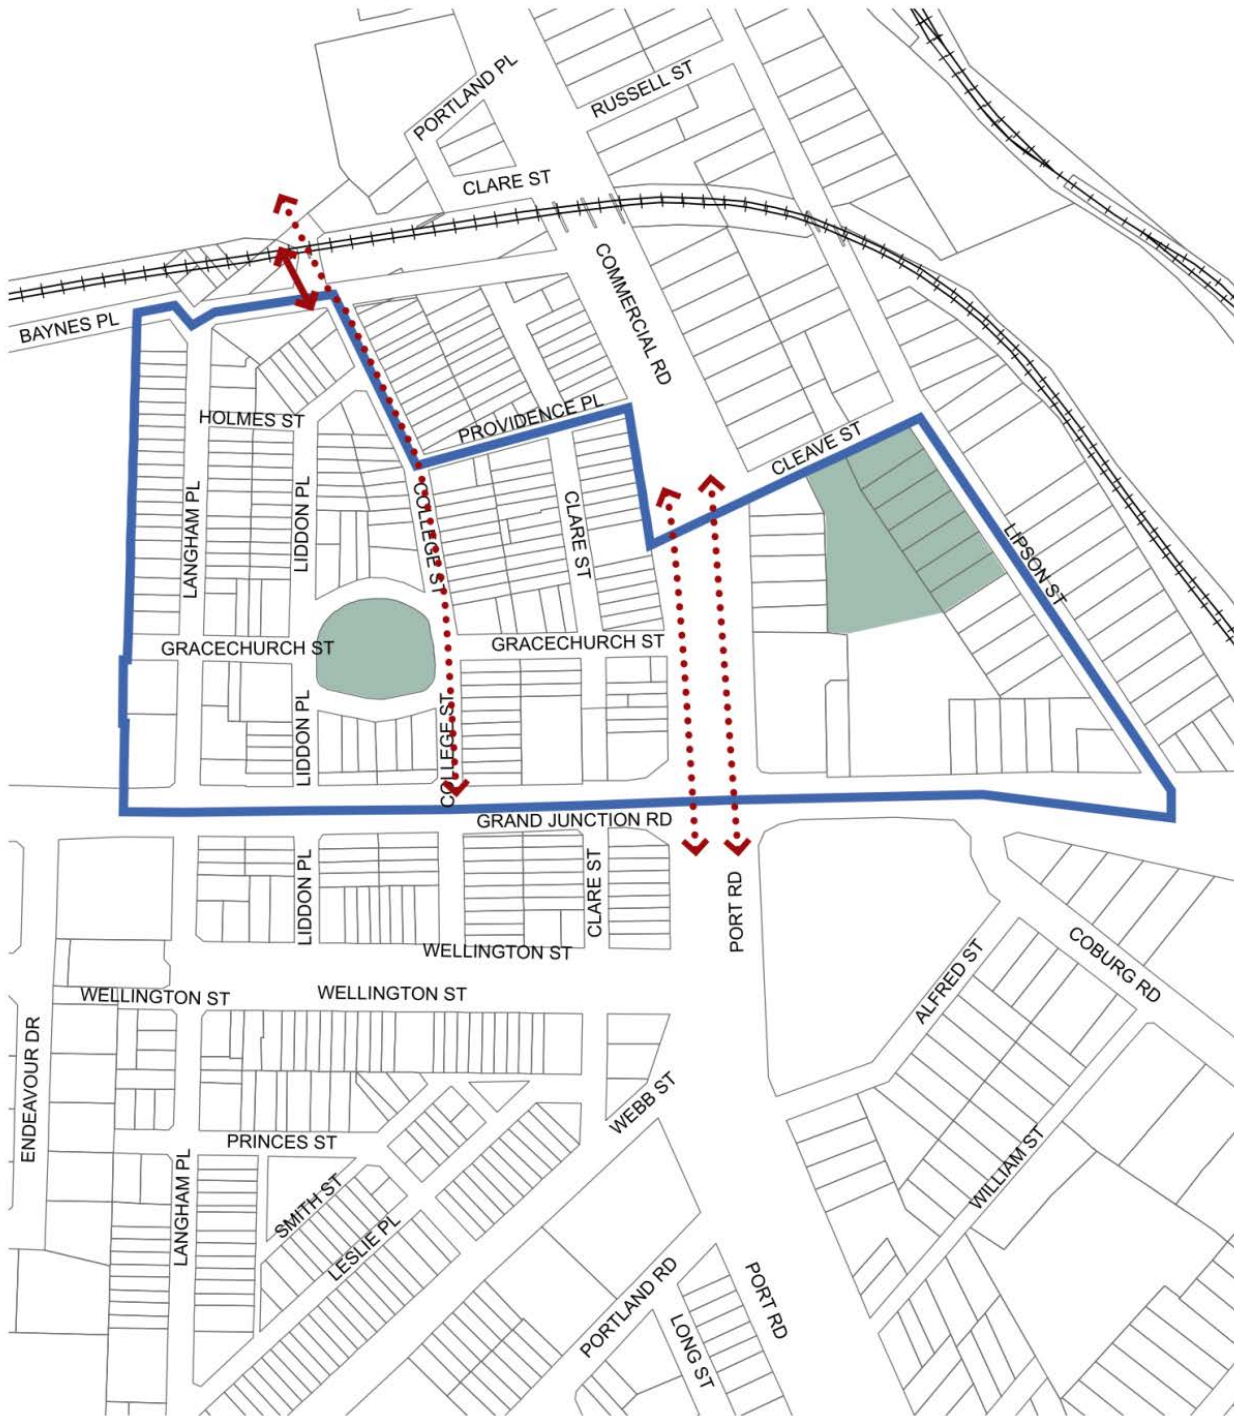 PORTLAND PL
RUSSELL ST
CLARE ST
COMMERCIAL RD
BAYNES PL
HOLMES ST
PROVIDENCE PL
CLEAVE ST
LANGHAM PL
LIDDON PL
COLLEGE ST
CLARE ST
LIPSON ST
GRACECHURCH ST
GRACECHURCH ST
LIDDON PL
COLLEGE ST
GRAND JUNCTION RD
LIDDON PL
CLARE ST
PORT RD
WELLINGTON ST
COBURG RD
ALFRED ST
WELLINGTON ST
WELLINGTON ST
ENDEAVOUR DR
WEBB ST
PRINCES ST
WILLIAM ST
LANGHAM PL
SMITH ST
LESLIE PL
PORTLAND RD
PORT RD
LONG ST